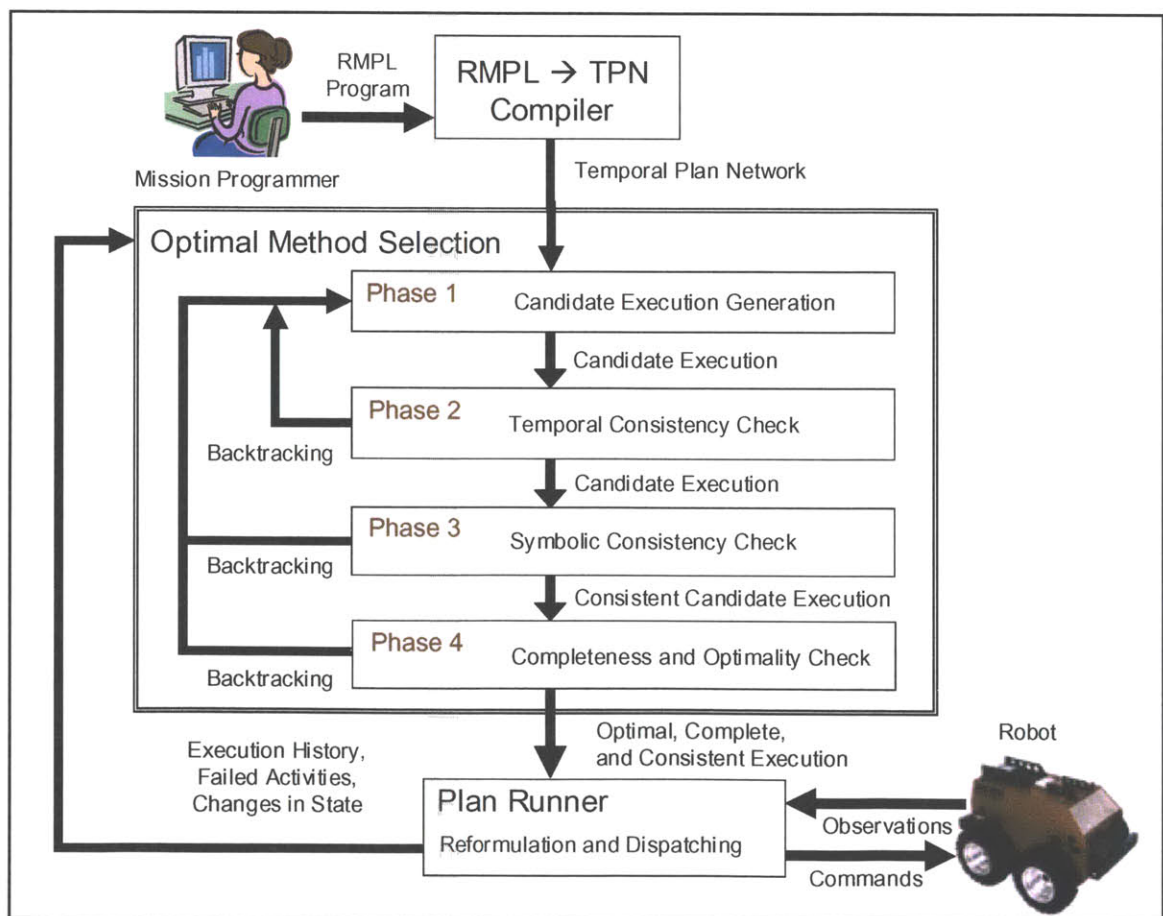 RMPL
Program
RMPL → TPN
Compiler
Mission Programmer
Temporal Plan Network
Optimal Method Selection
Phase 1
Candidate Execution Generation
Candidate Execution
Phase 2
Temporal Consistency Check
Backtracking
Candidate Execution
Phase 3
Symbolic Consistency Check
Backtracking
Consistent Candidate Execution
Phase 4
Completeness and Optimality Check
Backtracking
Execution History,
Failed Activities,
Changes in State
Optimal, Complete,
and Consistent Execution
Robot
Plan Runner
Reformulation and Dispatching
Observations
Commands